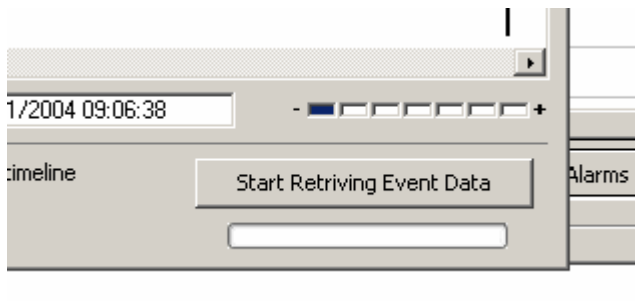 1/2004 09:06:38
- +
timeline
Start Retriving Event Data
Alarms